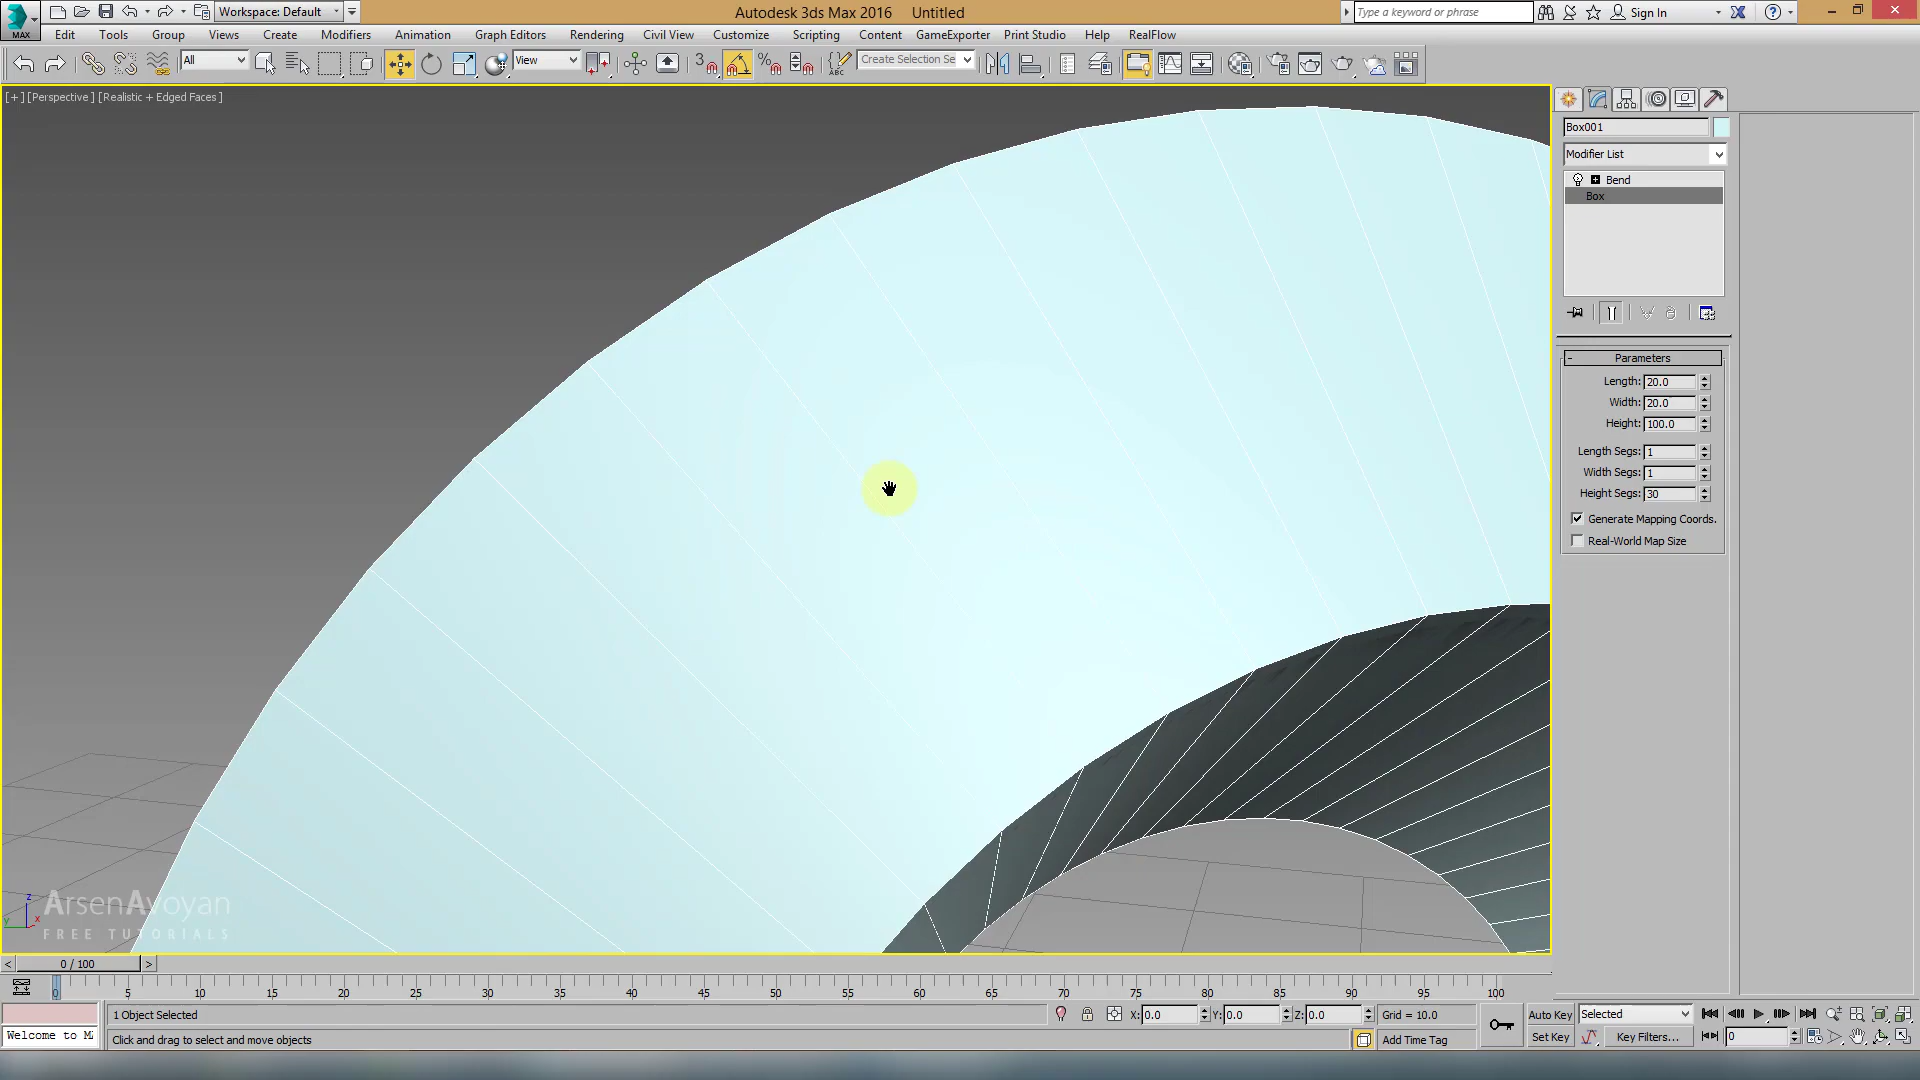 MAX
Workspace: Default
Autodesk 3ds Max 2016 Untitled
Type a keyword or phrase
Sign In
Edit Tools Group Views Create Modifiers Animation Graph Editors Rendering Civil View Customize Scripting Content GameExporter Print Studio Help RealFlow
All
View
3
ABC
Create Selection Se
[+] [Perspective] [Realistic + Edged Faces]
Box001
Modifier List
Bend
Box
Parameters
Length: 20.0
Width: 20.0
Height: 100.0
Length Segs: 1
Width Segs: 1
Height Segs: 30
Generate Mapping Coords.
Real-World Map Size
z
x
y
ArsenAvoyan
FREE TUTORIALS
< 0 / 100 >
0 5 10 15 20 25 30 35 40 45 50 55 60 65 70 75 80 85 90 95 100
1 Object Selected
X: 0.0 Y: 0.0 Z: 0.0
Grid = 10.0
Auto Key
Selected
Welcome to M
Click and drag to select and move objects
Add Time Tag
Set Key
Key Filters...
0